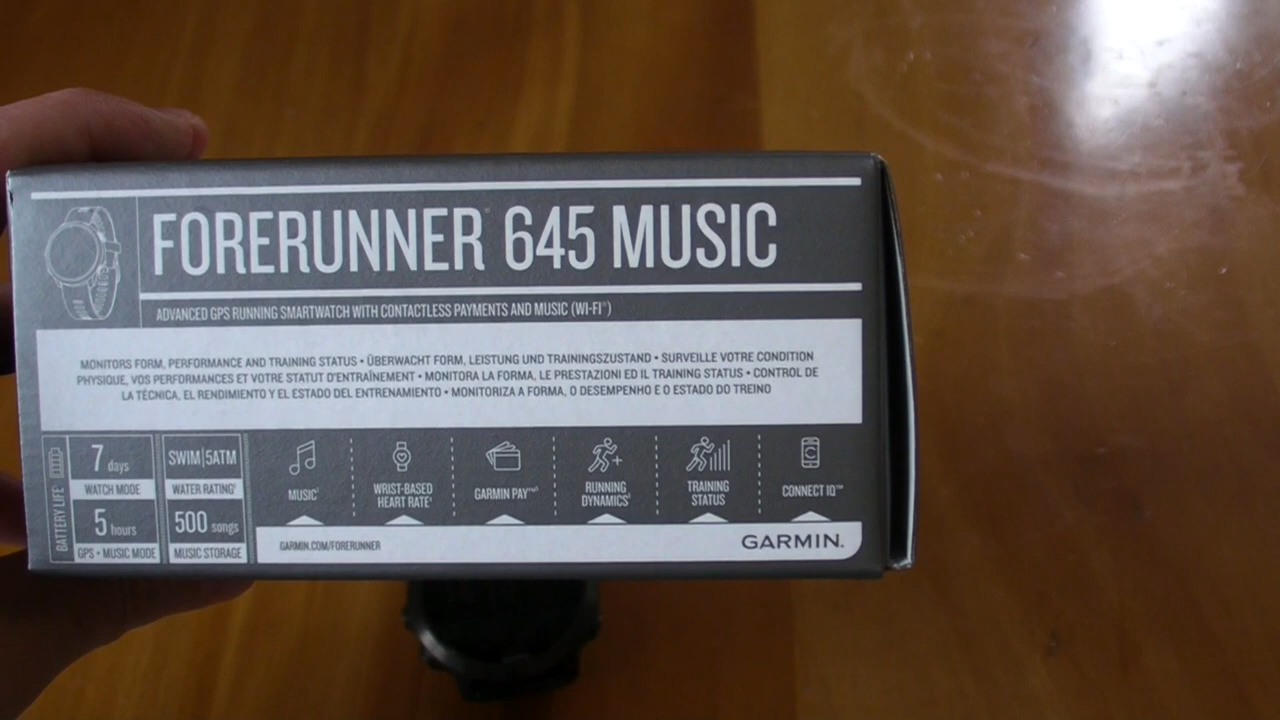 FORERUNNER® 645 MUSIC
ADVANCED GPS RUNNING SMARTWATCH WITH CONTACTLESS PAYMENTS AND MUSIC (WI-FI®)
MONITORS FORM, PERFORMANCE AND TRAINING STATUS • ÜBERWACHT FORM, LEISTUNG UND TRAININGSZUSTAND • SURVEILLE VOTRE CONDITION
PHYSIQUE, VOS PERFORMANCES ET VOTRE STATUT D'ENTRAÎNEMENT • MONITORA LA FORMA, LE PRESTAZIONI ED IL TRAINING STATUS • CONTROL DE
LA TÉCNICA, EL RENDIMIENTO Y EL ESTADO DEL ENTRENAMIENTO • MONITORIZA A FORMA, O DESEMPENHO E O ESTADO DO TREINO
BATTERY LIFE
7 days
WATCH MODE
5 hours
GPS + MUSIC MODE
SWIM|5ATM
WATER RATING
500 songs
MUSIC STORAGE
MUSIC
WRIST-BASED
HEART RATE
GARMIN PAY™
RUNNING
DYNAMICS
TRAINING
STATUS
CONNECT IQ™
GARMIN.COM/FORERUNNER
GARMIN.